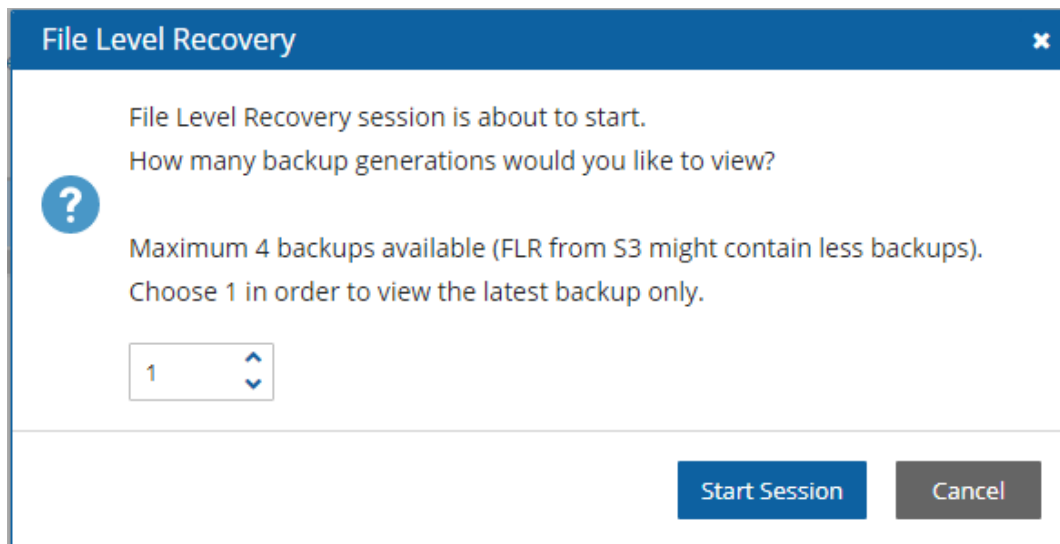 File Level Recovery
File Level Recovery session is about to start.
How many backup generations would you like to view?
?
Maximum 4 backups available (FLR from S3 might contain less backups).
Choose 1 in order to view the latest backup only.
1
Start Session
Cancel